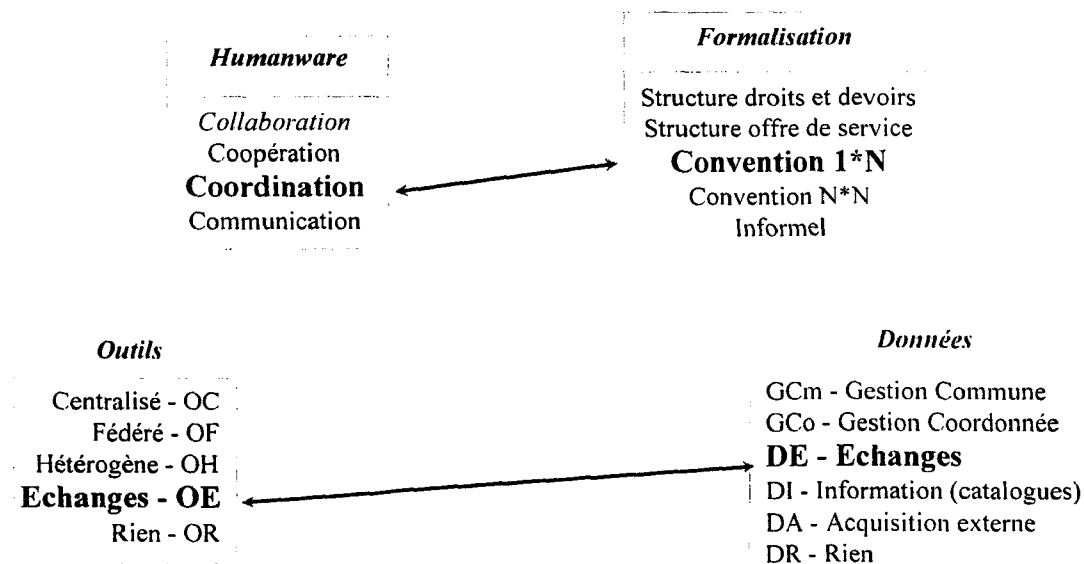 Humanware
Collaboration
Coopération
Coordination
Communication
Formalisation
Structure droits et devoirs
Structure offre de service
Convention 1*N
Convention N*N
Informel
Outils
Centralisé - OC
Fédéré - OF
Hétérogène - OH
Echanges - OE
Rien - OR
Données
GCm - Gestion Commune
GCo - Gestion Coordonnée
DE - Echanges
DI - Information (catalogues)
DA - Acquisition externe
DR - Rien